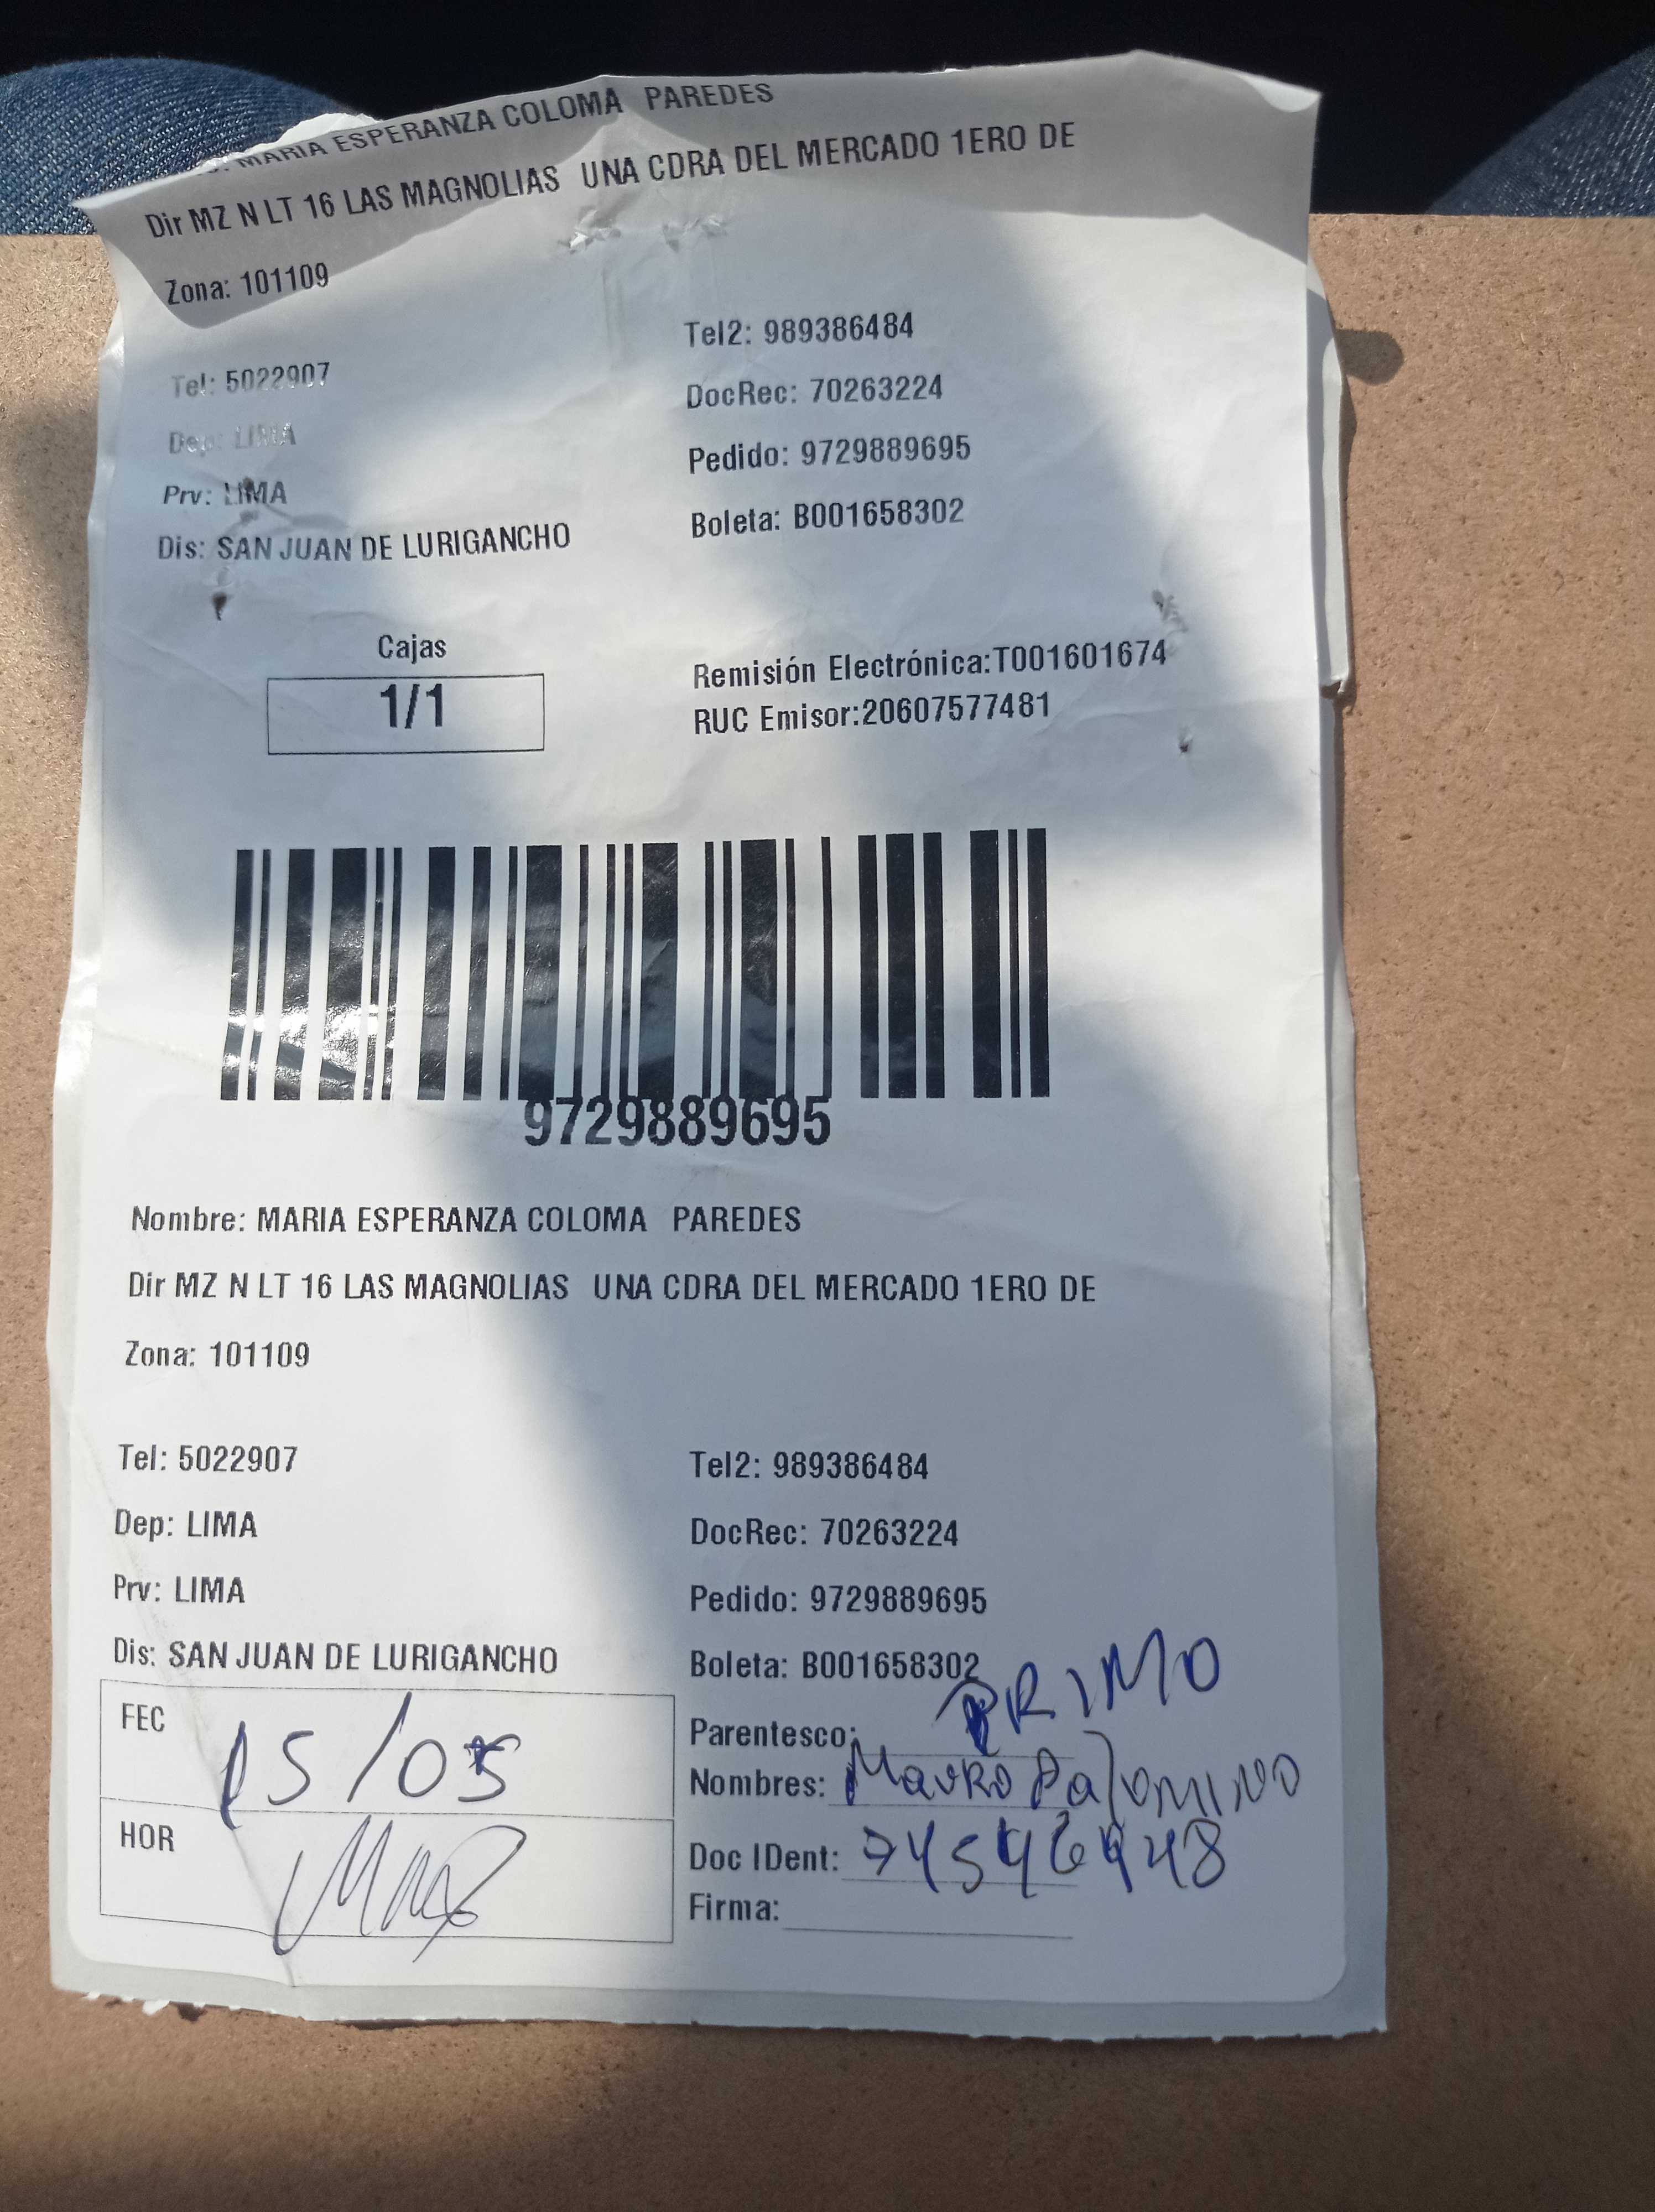 MARIA ESPERANZA COLOMA PAREDES
Dir MZ N LT 16 LAS MAGNOLIAS UNA CDRA DEL MERCADO 1ERO DE
Zona: 101109
Tel: 5022907 Tel2: 989386484
Dep: LIMA DocRec: 70263224
Prv: LIMA Pedido: 9729889695
Dis: SAN JUAN DE LURIGANCHO Boleta: B001658302
Cajas
1/1
Remisión Electrónica:T001601674
RUC Emisor:20607577481
9729889695
Nombre: MARIA ESPERANZA COLOMA PAREDES
Dir MZ N LT 16 LAS MAGNOLIAS UNA CDRA DEL MERCADO 1ERO DE
Zona: 101109
Tel: 5022907 Tel2: 989386484
Dep: LIMA DocRec: 70263224
Prv: LIMA Pedido: 9729889695
Dis: SAN JUAN DE LURIGANCHO Boleta: B001658302
FEC 15/05
HOR
Parentesco: PRIMO
Nombres: Mauro Palomino
Doc IDent:
Firma: